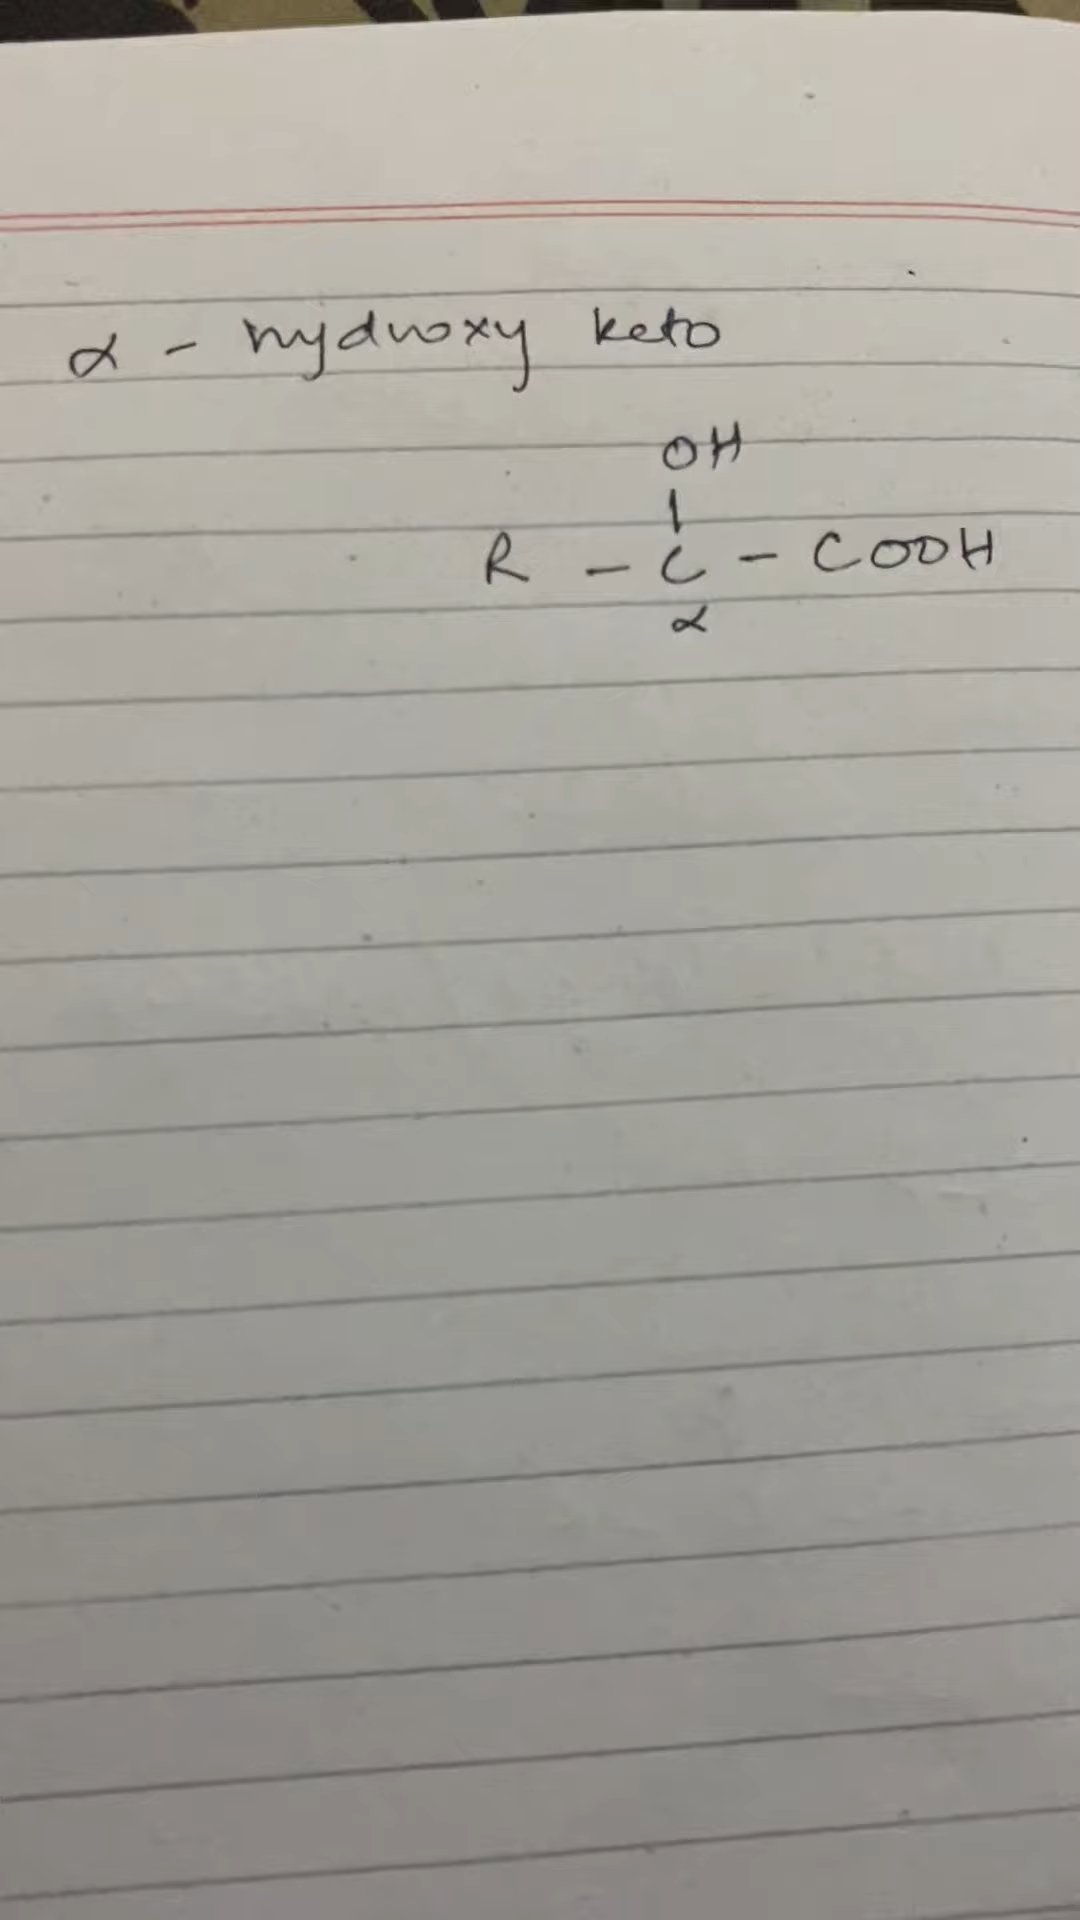 α - hydroxy keto
OH
|
R - C - COOH
α